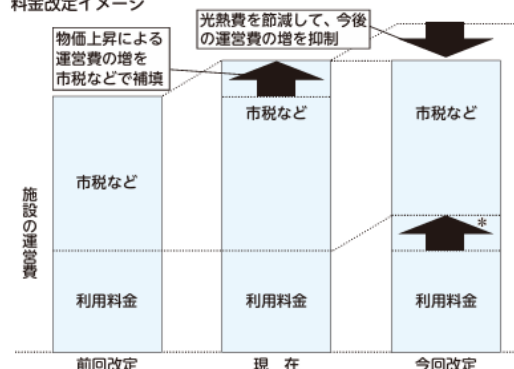 料金改定イメージ
物価上昇による
運営費の増を
市税などで補填
光熱費を節減して、今後
の運営費の増を抑制
市税など
市税など
市税など
施設の運営費
*
利用料金
利用料金
利用料金
前回改定
現 在
今回改定